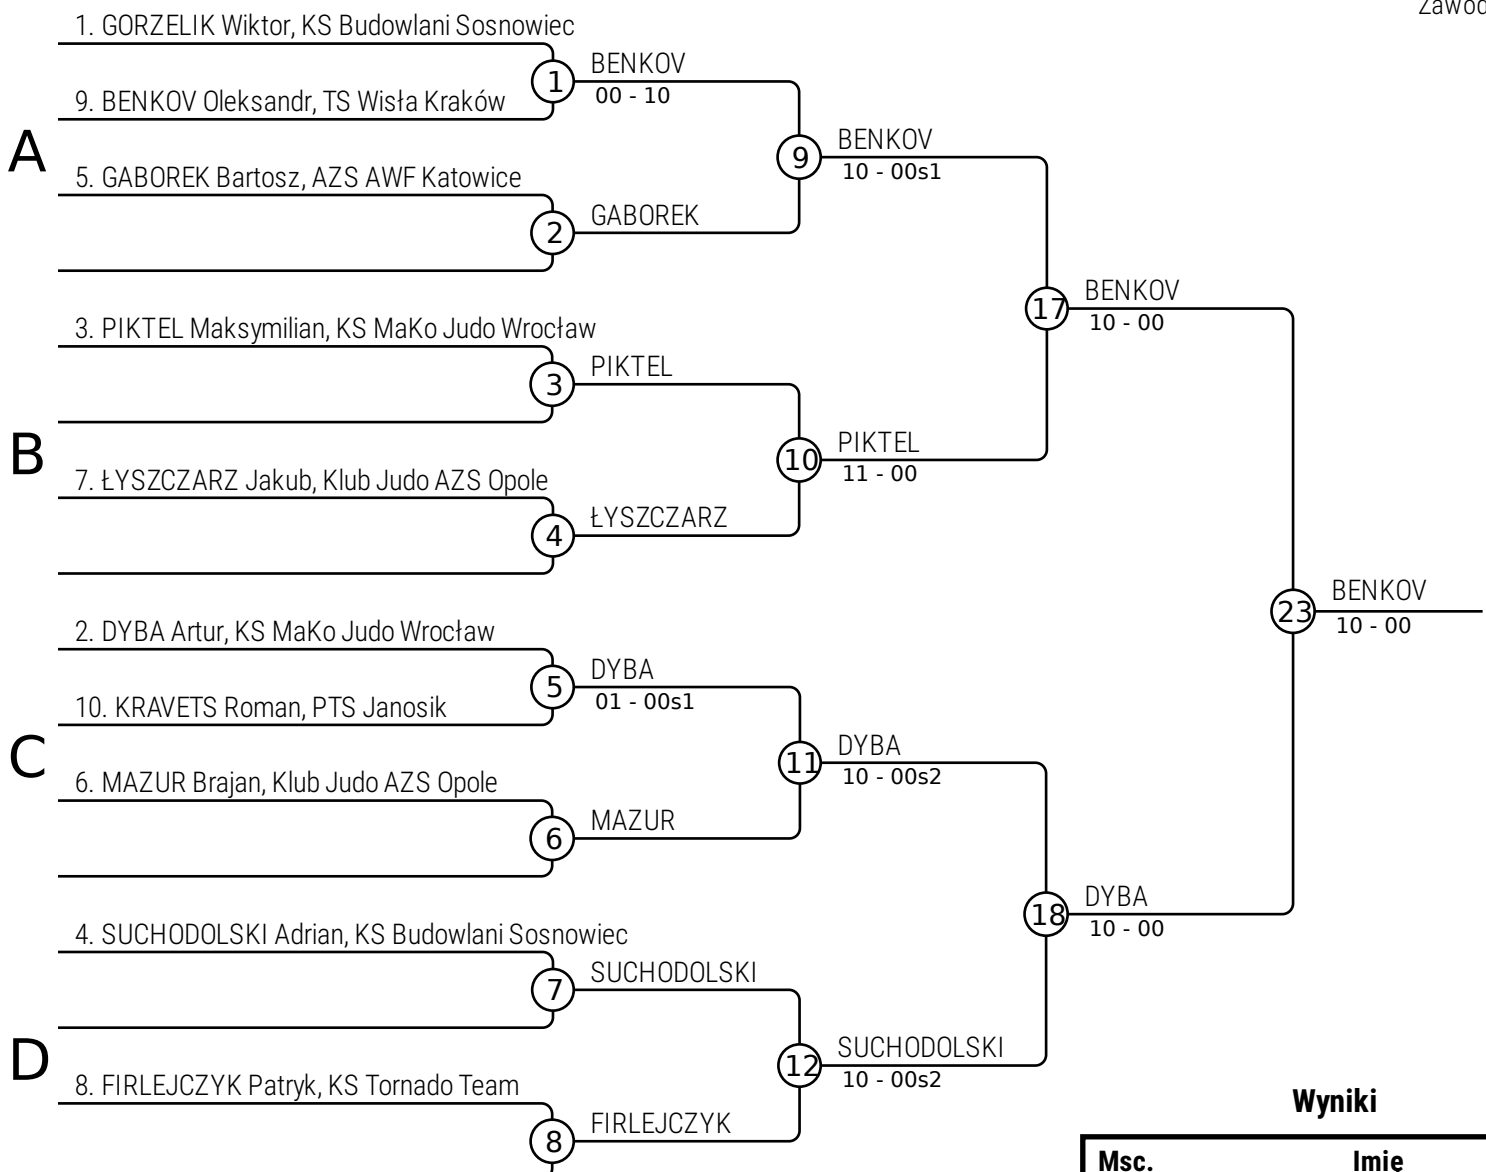 Zawod
1. GORZELIK Wiktor, KS Budowlani Sosnowiec
1
BENKOV
00 - 10
9. BENKOV Oleksandr, TS Wisła Kraków
A
9
BENKOV
10 - 00s1
5. GABOREK Bartosz, AZS AWF Katowice
2
GABOREK
17
BENKOV
10 - 00
3. PIKTEL Maksymilian, KS MaKo Judo Wrocław
3
PIKTEL
B
10
PIKTEL
11 - 00
7. ŁYSZCZARZ Jakub, Klub Judo AZS Opole
4
ŁYSZCZARZ
23
BENKOV
10 - 00
2. DYBA Artur, KS MaKo Judo Wrocław
5
DYBA
01 - 00s1
10. KRAVETS Roman, PTS Janosik
C
11
DYBA
10 - 00s2
6. MAZUR Brajan, Klub Judo AZS Opole
6
MAZUR
18
DYBA
10 - 00
4. SUCHODOLSKI Adrian, KS Budowlani Sosnowiec
7
SUCHODOLSKI
D
12
SUCHODOLSKI
10 - 00s2
8. FIRLEJCZYK Patryk, KS Tornado Team
8
FIRLEJCZYK
Wyniki
Msc. Imię